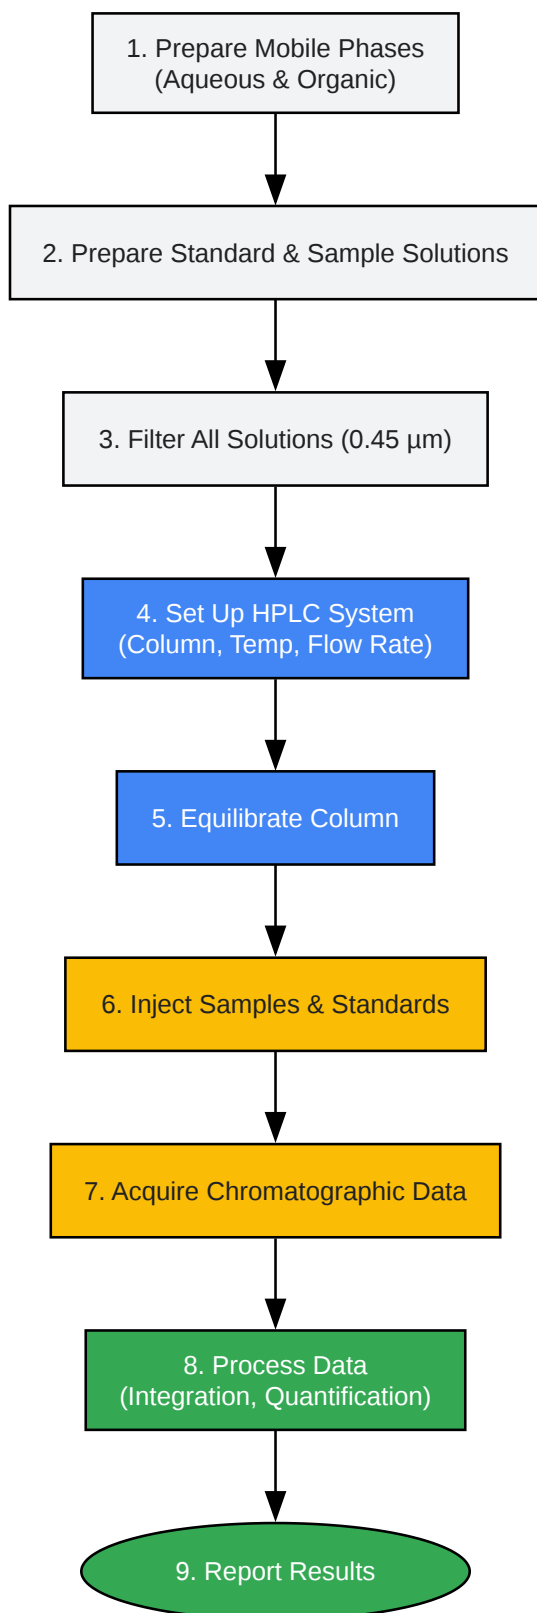 1. Prepare Mobile Phases
(Aqueous & Organic)
2. Prepare Standard & Sample Solutions
3. Filter All Solutions (0.45 µm)
4. Set Up HPLC System
(Column, Temp, Flow Rate)
5. Equilibrate Column
6. Inject Samples & Standards
7. Acquire Chromatographic Data
8. Process Data
(Integration, Quantification)
9. Report Results